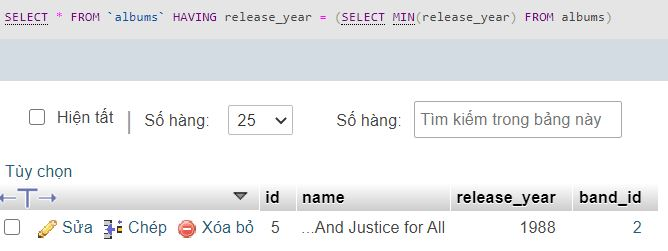 SELECT * FROM `albums` HAVING release_year = (SELECT MIN(release_year) FROM albums)
Hiện tất Số hàng: 25 Số hàng: Tìm kiếm trong bảng này
Tùy chọn
←T→ id name release_year band_id
Sửa Chép Xóa bỏ 5 ...And Justice for All 1988 2